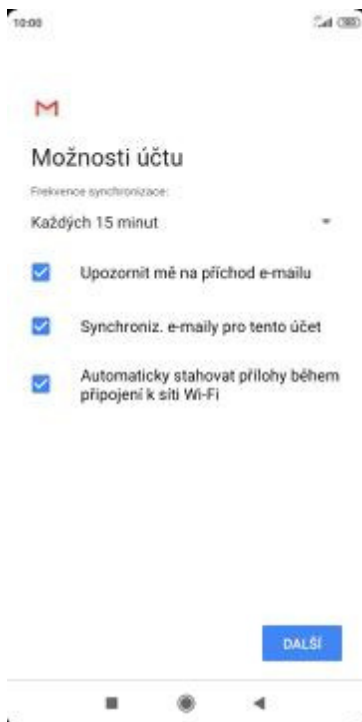 10:00
Možnosti účtu
Frekvence synchronizace:
Každých 15 minut
Upozornit mě na příchod e-mailu
Synchroniz. e-maily pro tento účet
Automaticky stahovat přílohy během
připojení k síti Wi-Fi
DALŠÍ